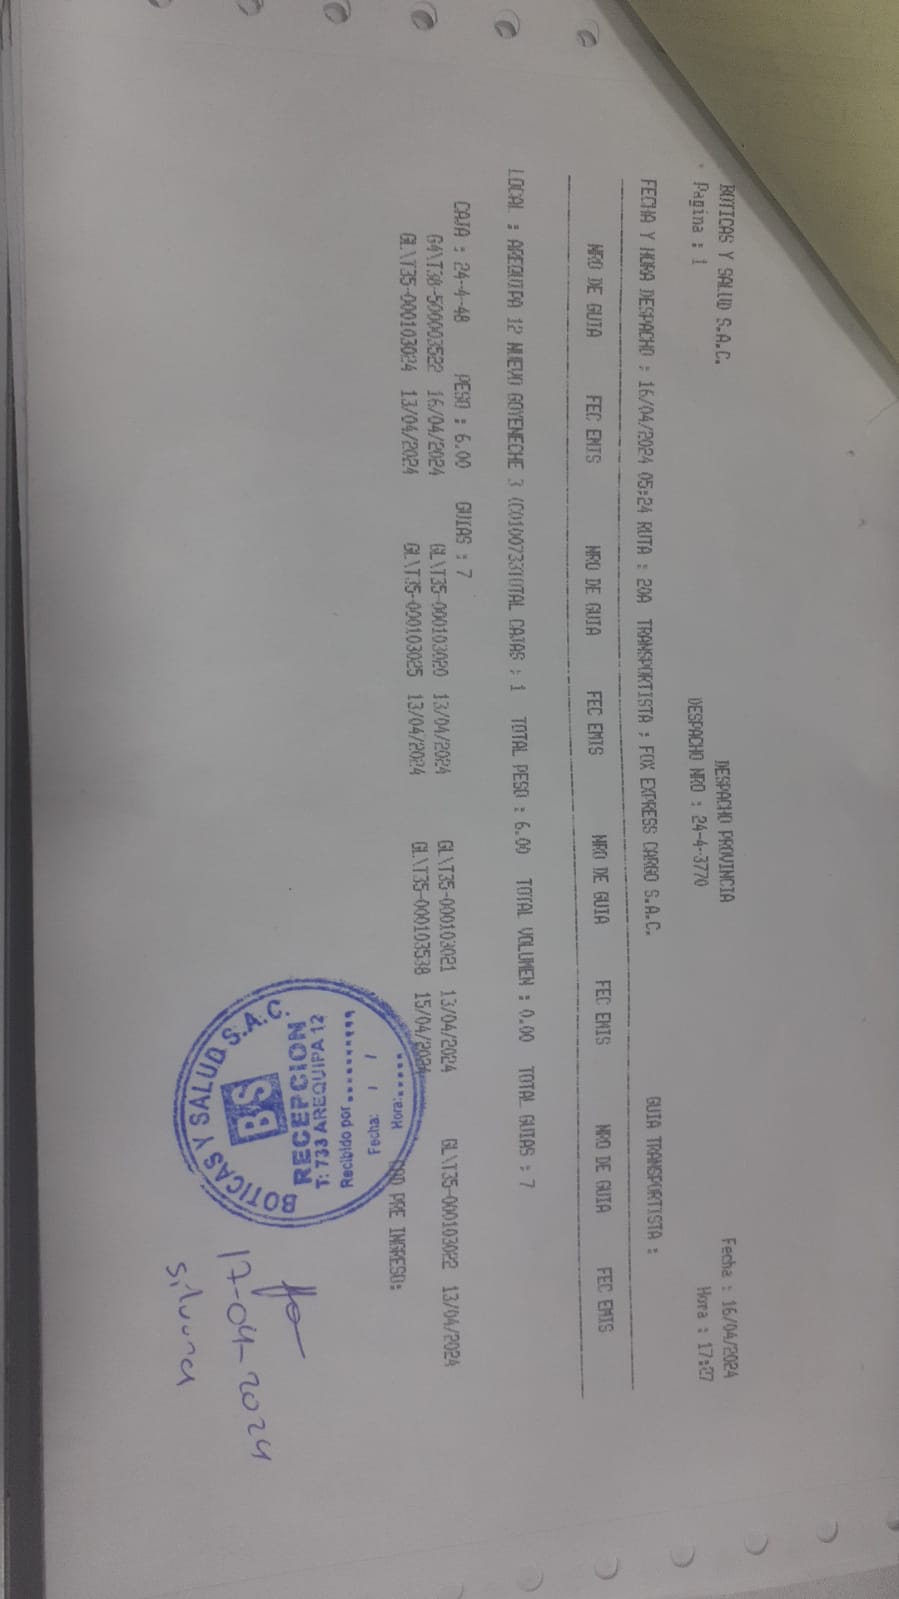 BOTICAS Y SALUD S.A.C. DESPACHO PROVINCIA Fecha : 16/04/2024
Pagina : 1 DESPACHO NRO : 24-4-3770 Hora : 17:27
FECHA Y HORA DESPACHO : 16/04/2024 05:24 RUTA : 20A TRANSPORTISTA : FOX EXPRESS CARGO S.A.C. GUIA TRANSPORTISTA :
NRO DE GUIA FEC EMIS NRO DE GUIA FEC EMIS NRO DE GUIA FEC EMIS NRO DE GUIA FEC EMIS
LOCAL : AREQUIPA 12 NUEVO GOYENECHE 3 (C0100733TOTAL CAJAS : 1 TOTAL PESO : 6.00 TOTAL VOLUMEN : 0.00 TOTAL GUIAS : 7
CAJA : 24-4-48 PESO : 6.00 GUIAS : 7
G4\T38-500003522 16/04/2024 GL\T35-000103020 13/04/2024 GL\T35-000103021 13/04/2024 GL\T35-000103022 13/04/2024
GL\T35-000103024 13/04/2024 GL\T35-000103025 13/04/2024 GL\T35-000103538 15/04/2024
PRE INGRESO:
BOTICAS Y SALUD S.A.C.
BS
RECEPCION
T: 733 AREQUIPA 12
Recibido por..........
Fecha: / /
Hora:.....
17-04-2024